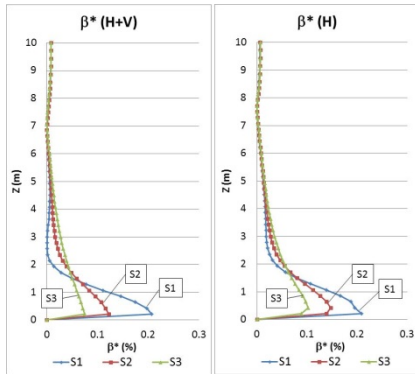 β* (H+V)
10
9
8
7
6
5
4
3
2
1
0
Z (m)
S1
S2
S3
0 0.1 0.2 0.3
β* (%)
S1 S2 S3
β* (H)
10
9
8
7
6
5
4
3
2
1
0
Z (m)
S2
S3
S1
0 0.1 0.2 0.3
β* (%)
S1 S2 S3